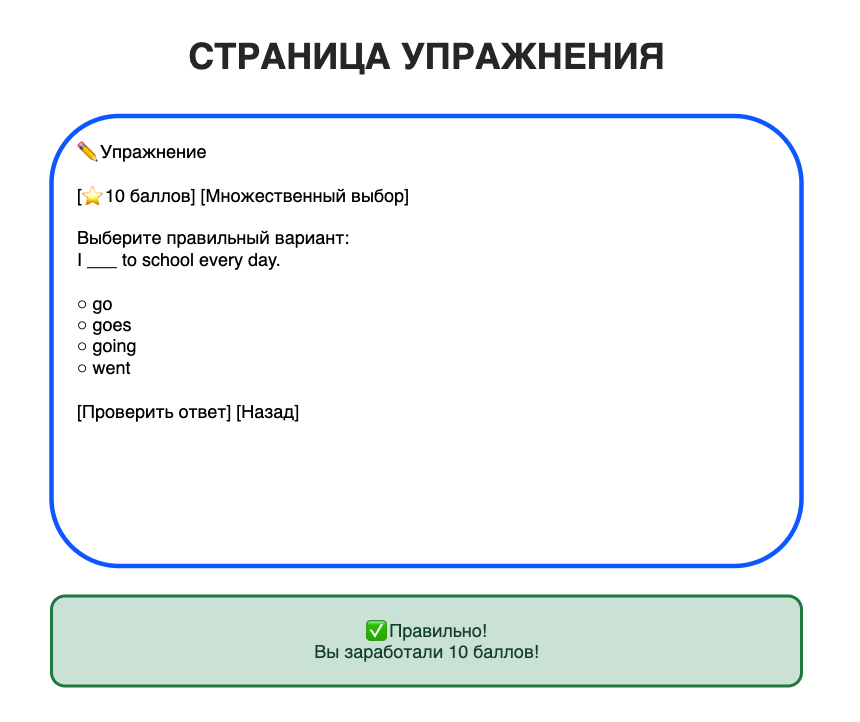 СТРАНИЦА УПРАЖНЕНИЯ
✏️Упражнение
[⭐10 баллов] [Множественный выбор]
Выберите правильный вариант:
I ___ to school every day.
○ go
○ goes
○ going
○ went
[Проверить ответ] [Назад]
✅Правильно!
Вы заработали 10 баллов!